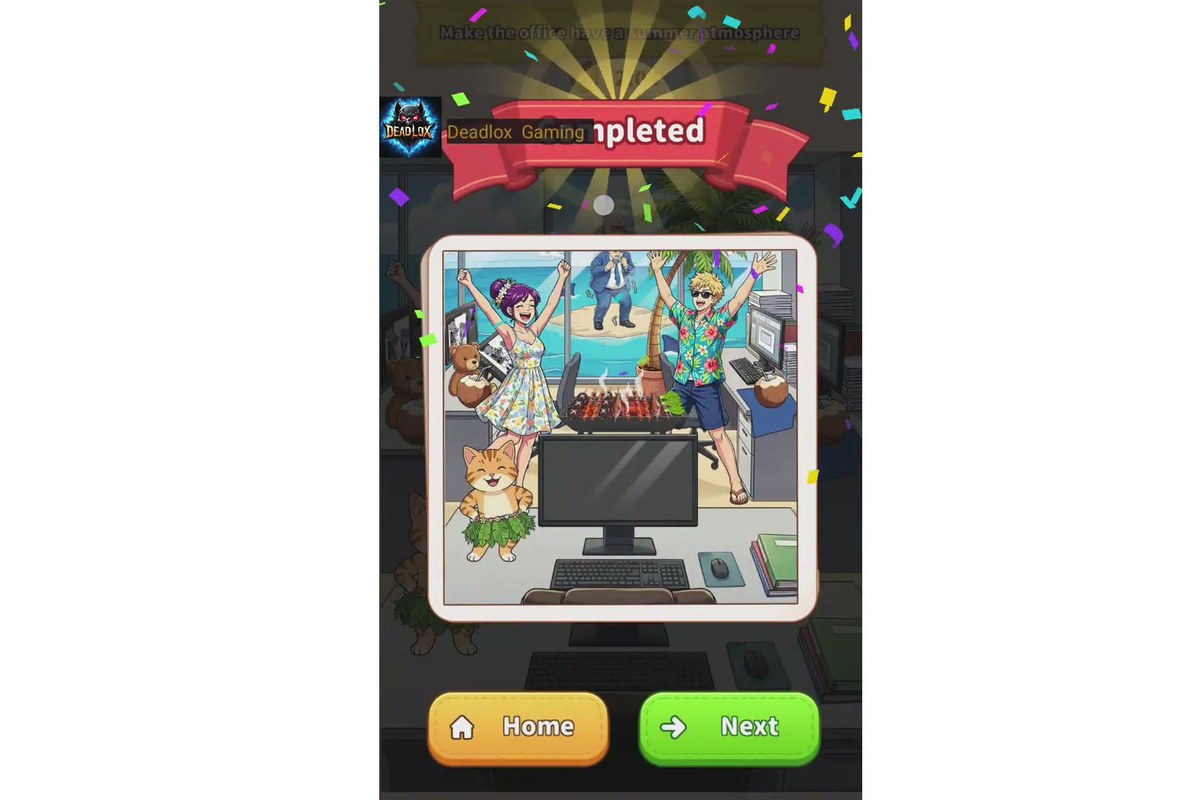 Make the office have a summer atmosphere
DEADLOX
Deadlox Gaming
mpleted
Home
Next